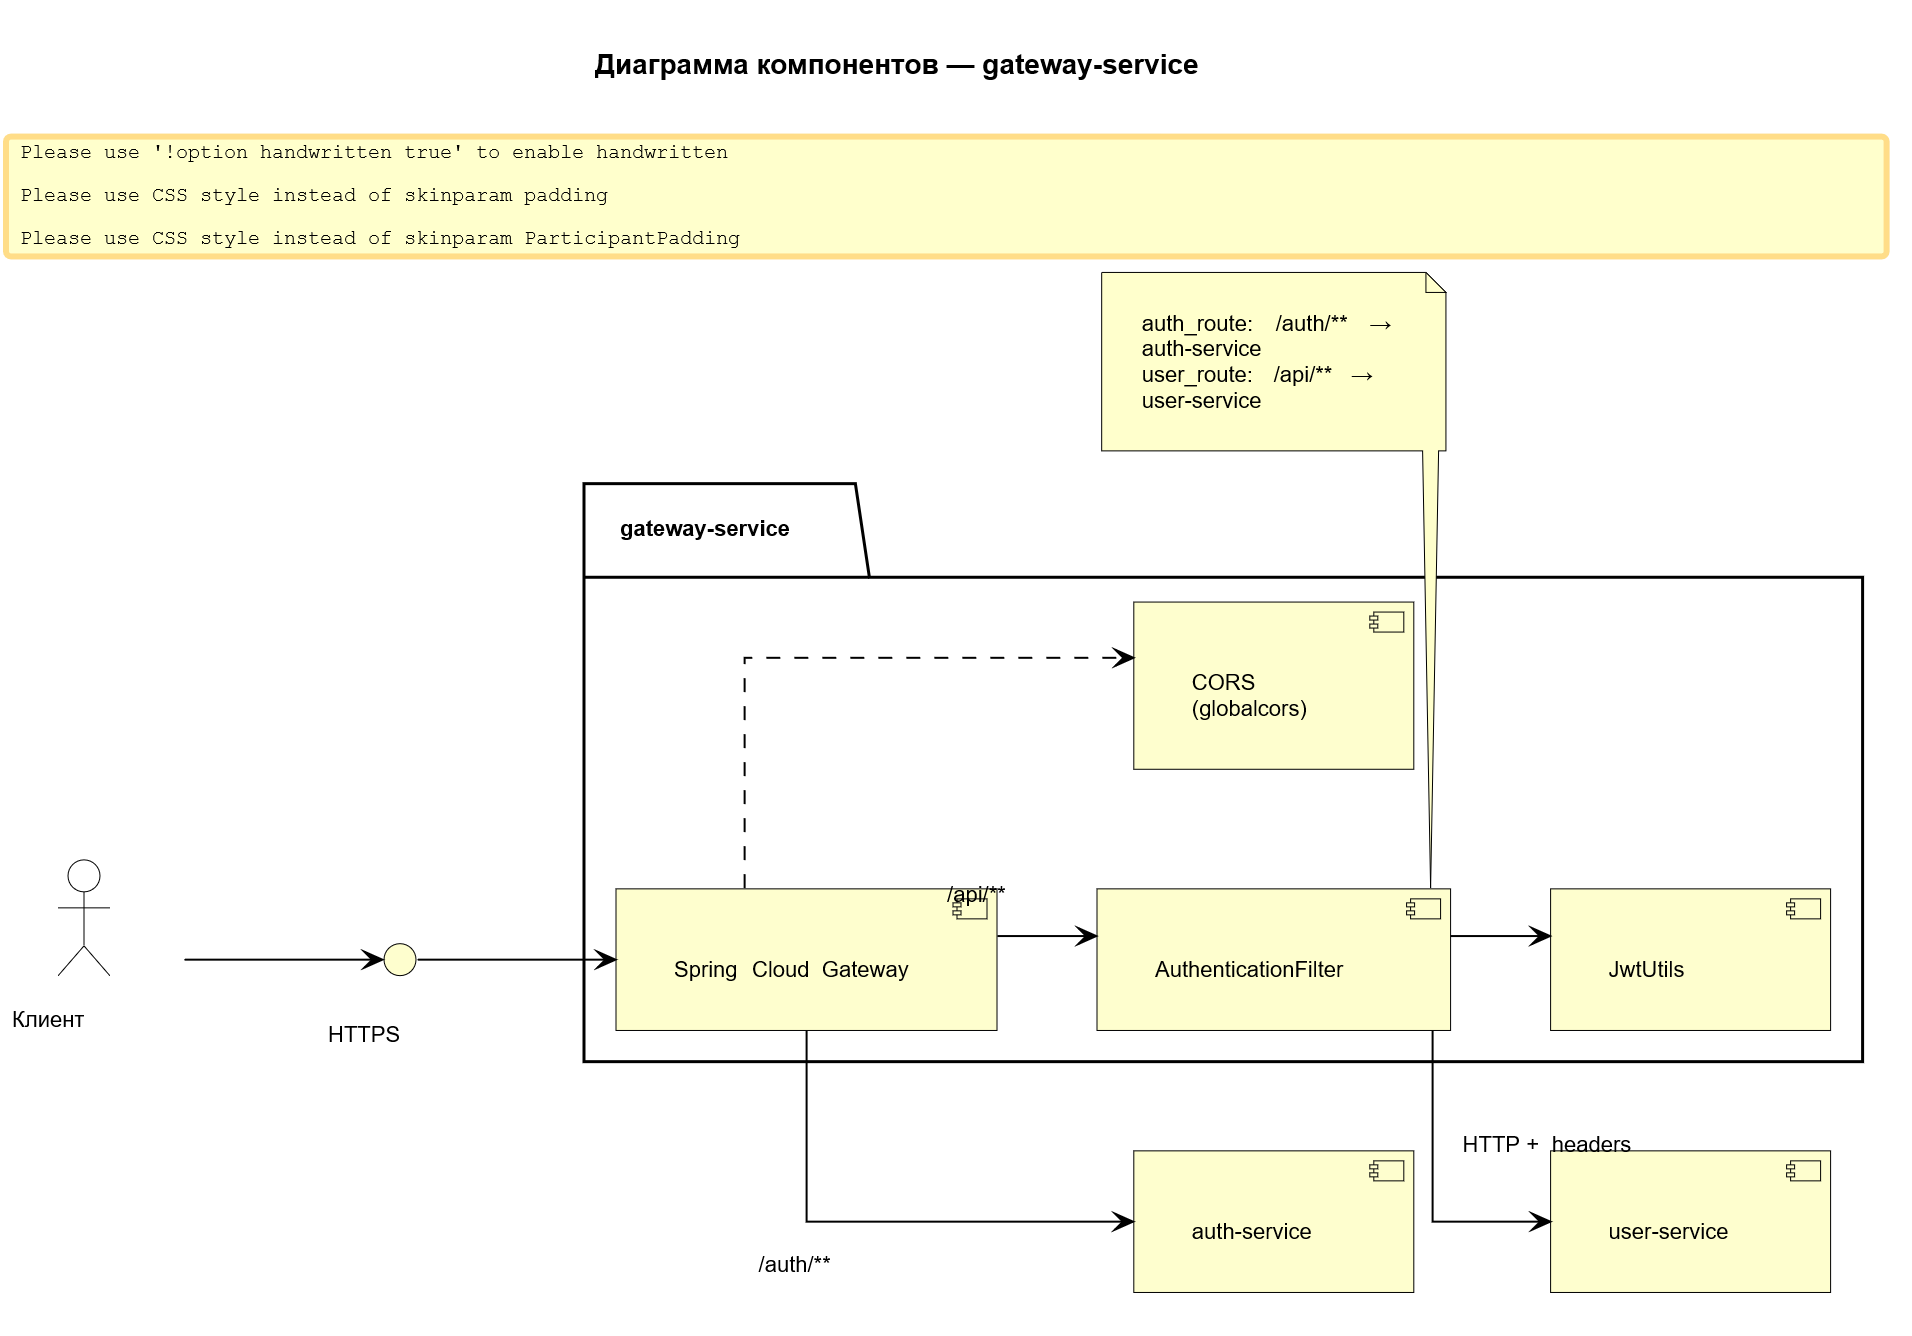 Диаграмма компонентов — gateway-service
Please use '!option handwritten true' to enable handwritten
Please use CSS style instead of skinparam padding
Please use CSS style instead of skinparam ParticipantPadding
auth_route: /auth/** →
auth-service
user_route: /api/** →
user-service
gateway-service
CORS
(globalcors)
/api/**
Spring Cloud Gateway
AuthenticationFilter
JwtUtils
Клиент
HTTPS
HTTP + headers
auth-service
user-service
/auth/**